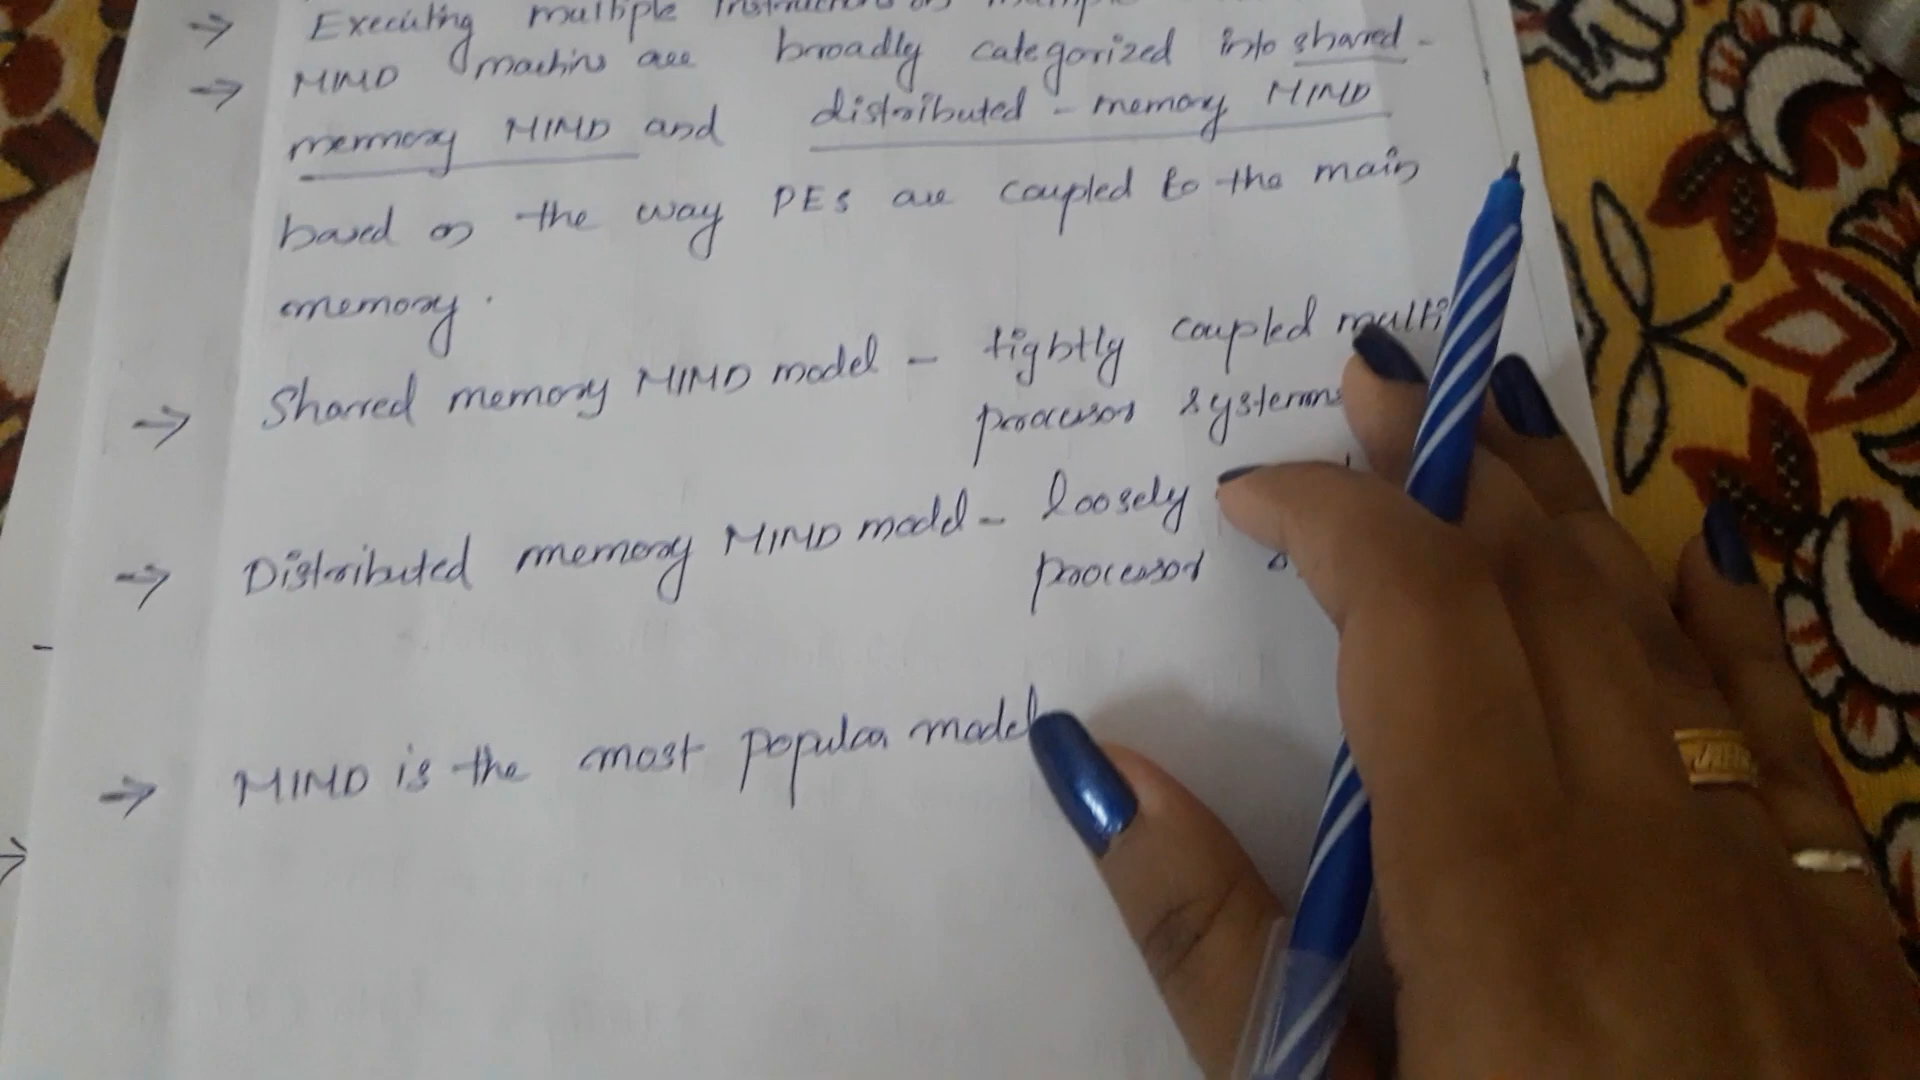 → Executing multiple
→ MIMD machins are broadly categorized into shared-
memory MIMD and distributed-memory MIMD
based on the way PEs are coupled to the main
memory.
→ Shared memory MIMD model - tightly coupled multi
processor systems
→ Distributed memory MIMD model - loosely
processor
→ MIMD is the most popular model